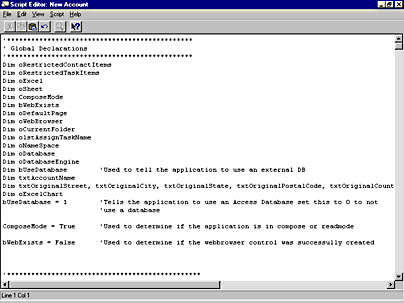 Script Editor: New Account
File Edit View Script Help
'***********************************************
' Global Declarations
'***********************************************
Dim oRestrictedContactItems
Dim oRestrictedTaskItems
Dim oExcel
Dim oSheet
Dim ComposeMode
Dim bWebExists
Dim oDefaultPage
Dim oWebBrowser
Dim oCurrentFolder
Dim olstAssignTaskName
Dim oNameSpace
Dim oDatabase
Dim oDatabaseEngine
Dim bUseDatabase 'Used to tell the application to use an external DB
Dim txtAccountName
Dim txtOriginalStreet, txtOriginalCity, txtOriginalState, txtOriginalPostalCode, txtOriginalCount
Dim oExcelChart
bUseDatabase = 1 'Tells the application to use an Access Database set this to 0 to not
'use a database
ComposeMode = True 'Used to determine if the application is in compose or readmode
bWebExists = False 'Used to determine if the webbrowser control was successully created
'***********************************************
Line 1 Col 1